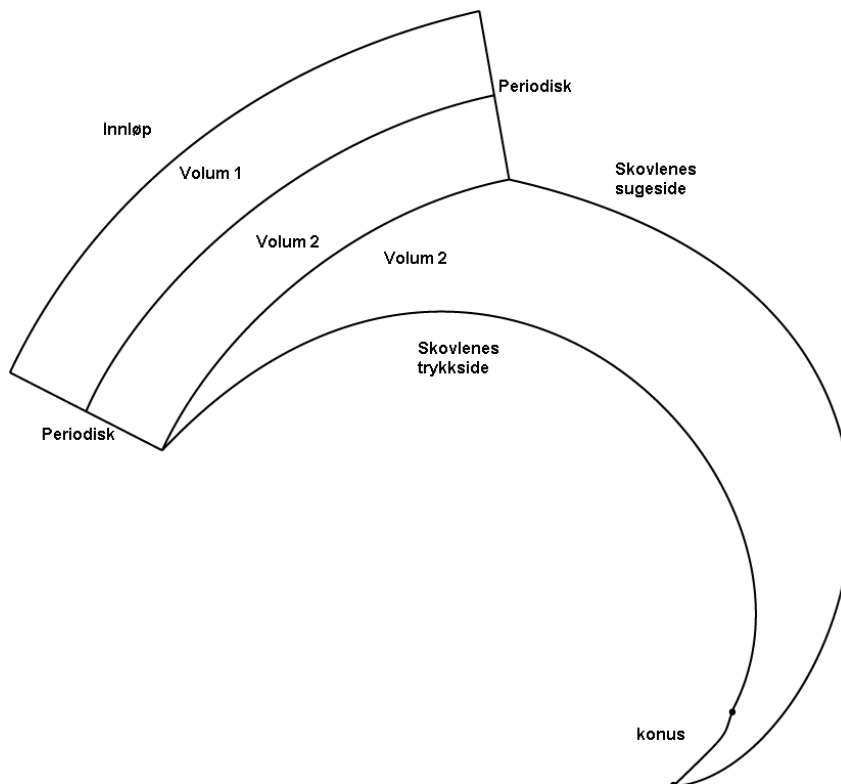 Periodisk
Innløp
Volum 1
Skovlenes
sugeside
Volum 2
Volum 2
Skovlenes
trykkside
Periodisk
konus